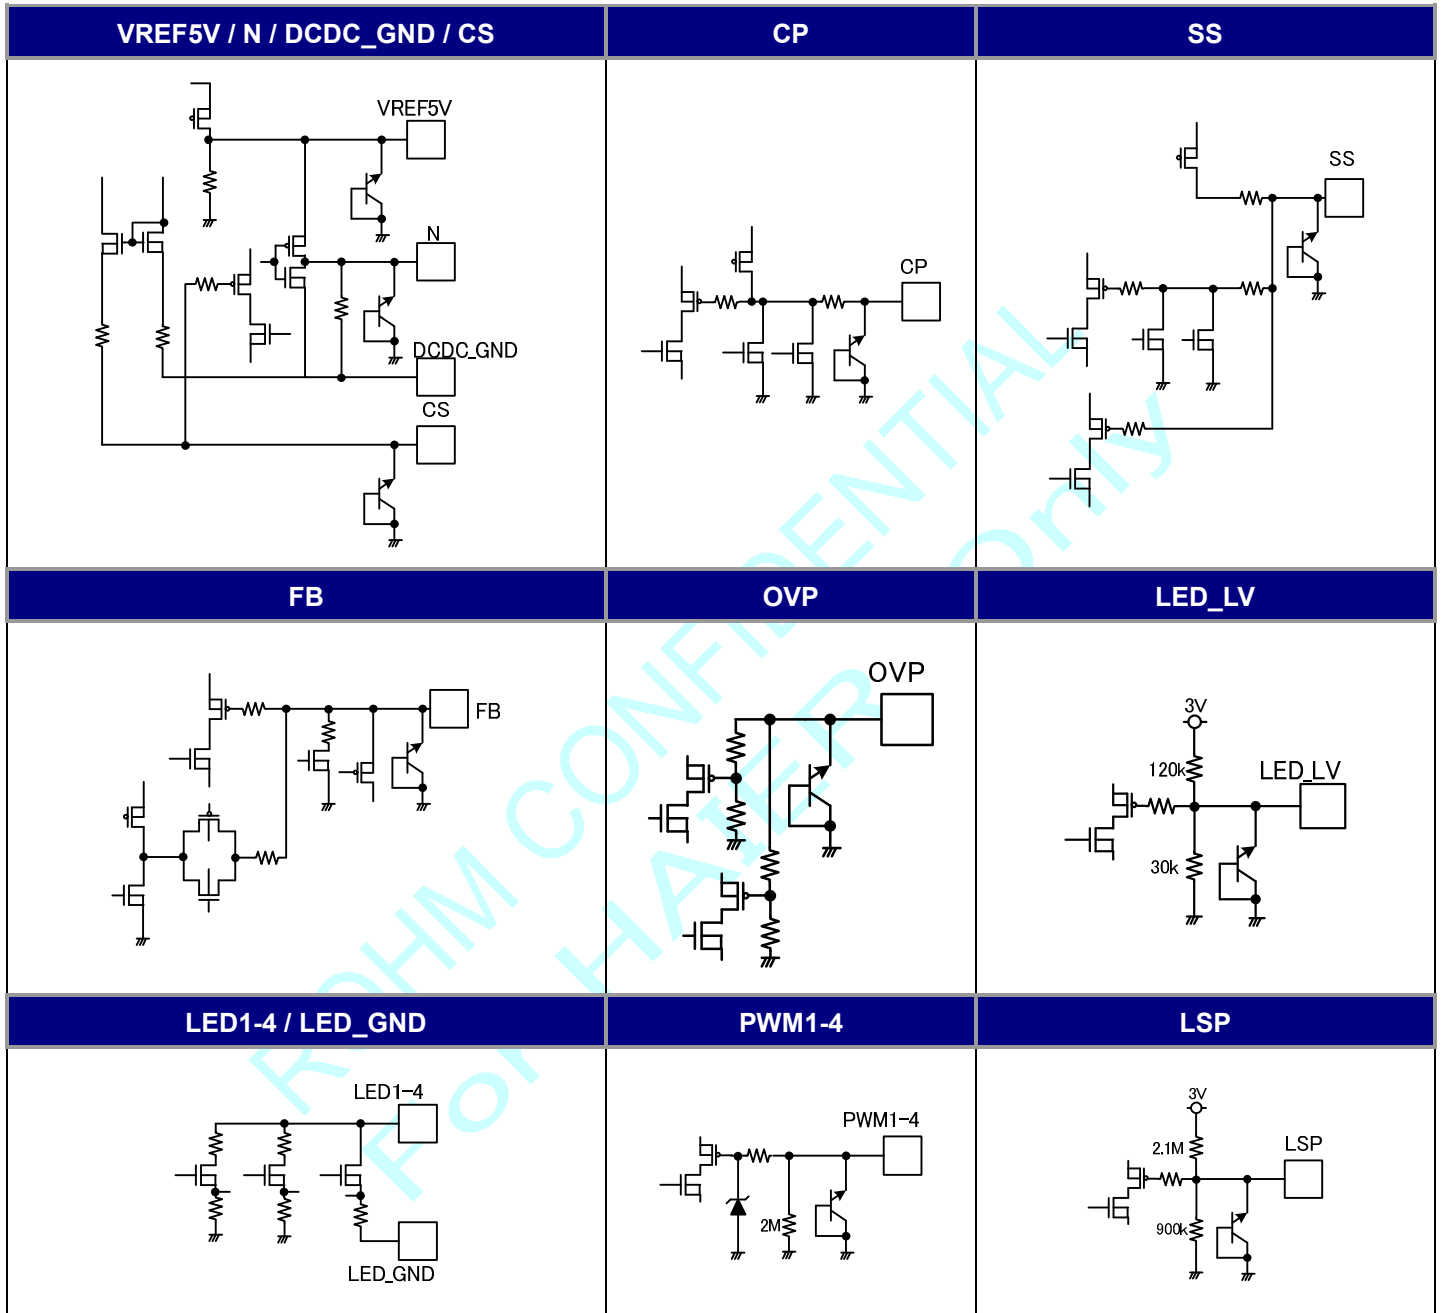 VREF5V / N / DCDC_GND / CS
CP
SS
VREF5V
N
DCDC_GND
CS
CP
SS
FB
OVP
LED_LV
FB
OVP
3V
120k
LED_LV
30k
LED1-4 / LED_GND
PWM1-4
LSP
LED1-4
LED_GND
PWM1-4
2M
3V
2.1M
LSP
900k
ROHM CONFIDENTIAL
For HAIER Only